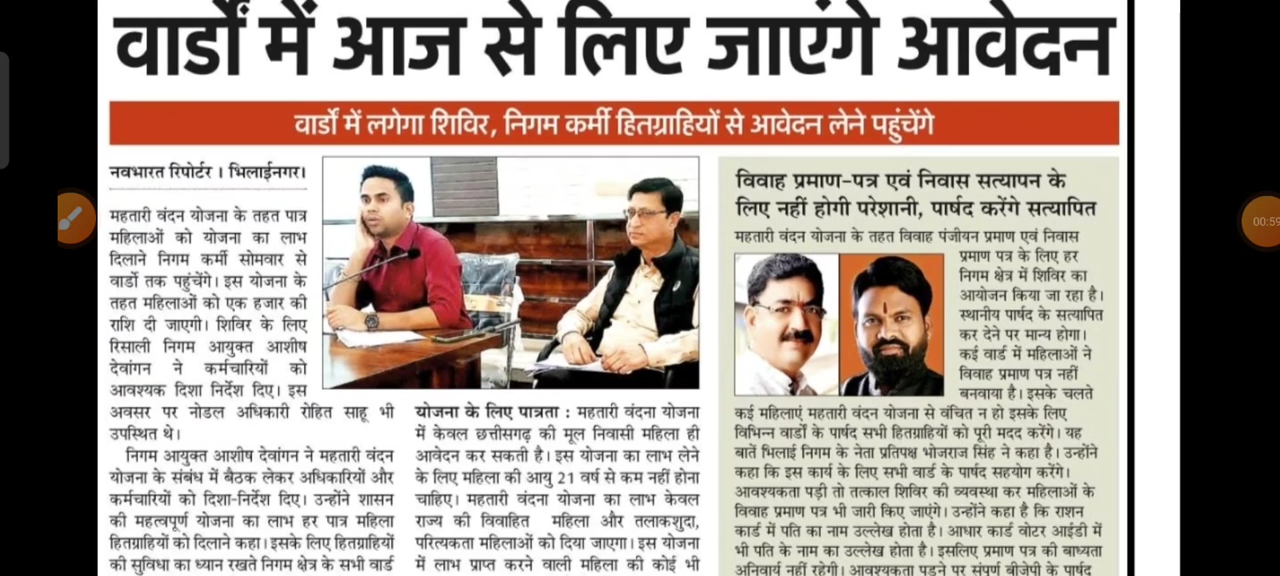 वार्डों में आज से लिए जाएंगे आवेदन
वार्डों में लगेगा शिविर, निगम कर्मी हितग्राहियों से आवेदन लेने पहुंचेंगे
नवभारत रिपोर्टर । भिलाईनगर।
महतारी वंदन योजना के तहत पात्र
महिलाओं को योजना का लाभ
दिलाने निगम कर्मी सोमवार से
वार्डो तक पहुंचेंगे। इस योजना के
तहत महिलाओं को एक हजार की
राशि दी जाएगी। शिविर के लिए
रिसाली निगम आयुक्त आशीष
देवांगन ने कर्मचारियों को
आवश्यक दिशा निर्देश दिए। इस
अवसर पर नोडल अधिकारी रोहित साहू भी
उपस्थित थे।
निगम आयुक्त आशीष देवांगन ने महतारी वंदन
योजना के संबंध में बैठक लेकर अधिकारियों और
कर्मचारियों को दिशा-निर्देश दिए। उन्होंने शासन
की महत्वपूर्ण योजना का लाभ हर पात्र महिला
हितग्राहियों को दिलाने कहा। इसके लिए हितग्राहियों
की सुविधा का ध्यान रखते निगम क्षेत्र के सभी वार्ड
योजना के लिए पात्रता : महतारी वंदना योजना
में केवल छत्तीसगढ़ की मूल निवासी महिला ही
आवेदन कर सकती है। इस योजना का लाभ लेने
के लिए महिला की आयु 21 वर्ष से कम नहीं होना
चाहिए। महतारी वंदना योजना का लाभ केवल
राज्य की विवाहित महिला और तलाकशुदा,
परित्यकता महिलाओं को दिया जाएगा। इस योजना
में लाभ प्राप्त करने वाली महिला की कोई भी
विवाह प्रमाण-पत्र एवं निवास सत्यापन के
लिए नहीं होगी परेशानी, पार्षद करेंगे सत्यापित
महतारी वंदन योजना के तहत विवाह पंजीयन प्रमाण एवं निवास
प्रमाण पत्र के लिए हर
निगम क्षेत्र में शिविर का
आयोजन किया जा रहा है।
स्थानीय पार्षद के सत्यापित
कर देने पर मान्य होगा।
कई वार्ड में महिलाओं ने
विवाह प्रमाण पत्र नहीं
बनवाया है। इसके चलते
कई महिलाएं महतारी वंदन योजना से वंचित न हो इसके लिए
विभिन्न वार्डों के पार्षद सभी हितग्राहियों को पूरी मदद करेंगे। यह
बातें भिलाई निगम के नेता प्रतिपक्ष भोजराज सिंह ने कहा है। उन्होंने
कहा कि इस कार्य के लिए सभी वार्ड के पार्षद सहयोग करेंगे।
आवश्यकता पड़ी तो तत्काल शिविर की व्यवस्था कर महिलाओं के
विवाह प्रमाण पत्र भी जारी किए जाएंगे। उन्होंने कहा है कि राशन
कार्ड में पति का नाम उल्लेख होता है। आधार कार्ड वोटर आईडी में
भी पति के नाम का उल्लेख होता है। इसलिए प्रमाण पत्र की बाध्यता
अनिवार्य नहीं रहेगी। आवश्यकता पड़ने पर संपूर्ण बीजेपी के पार्षद
00:59